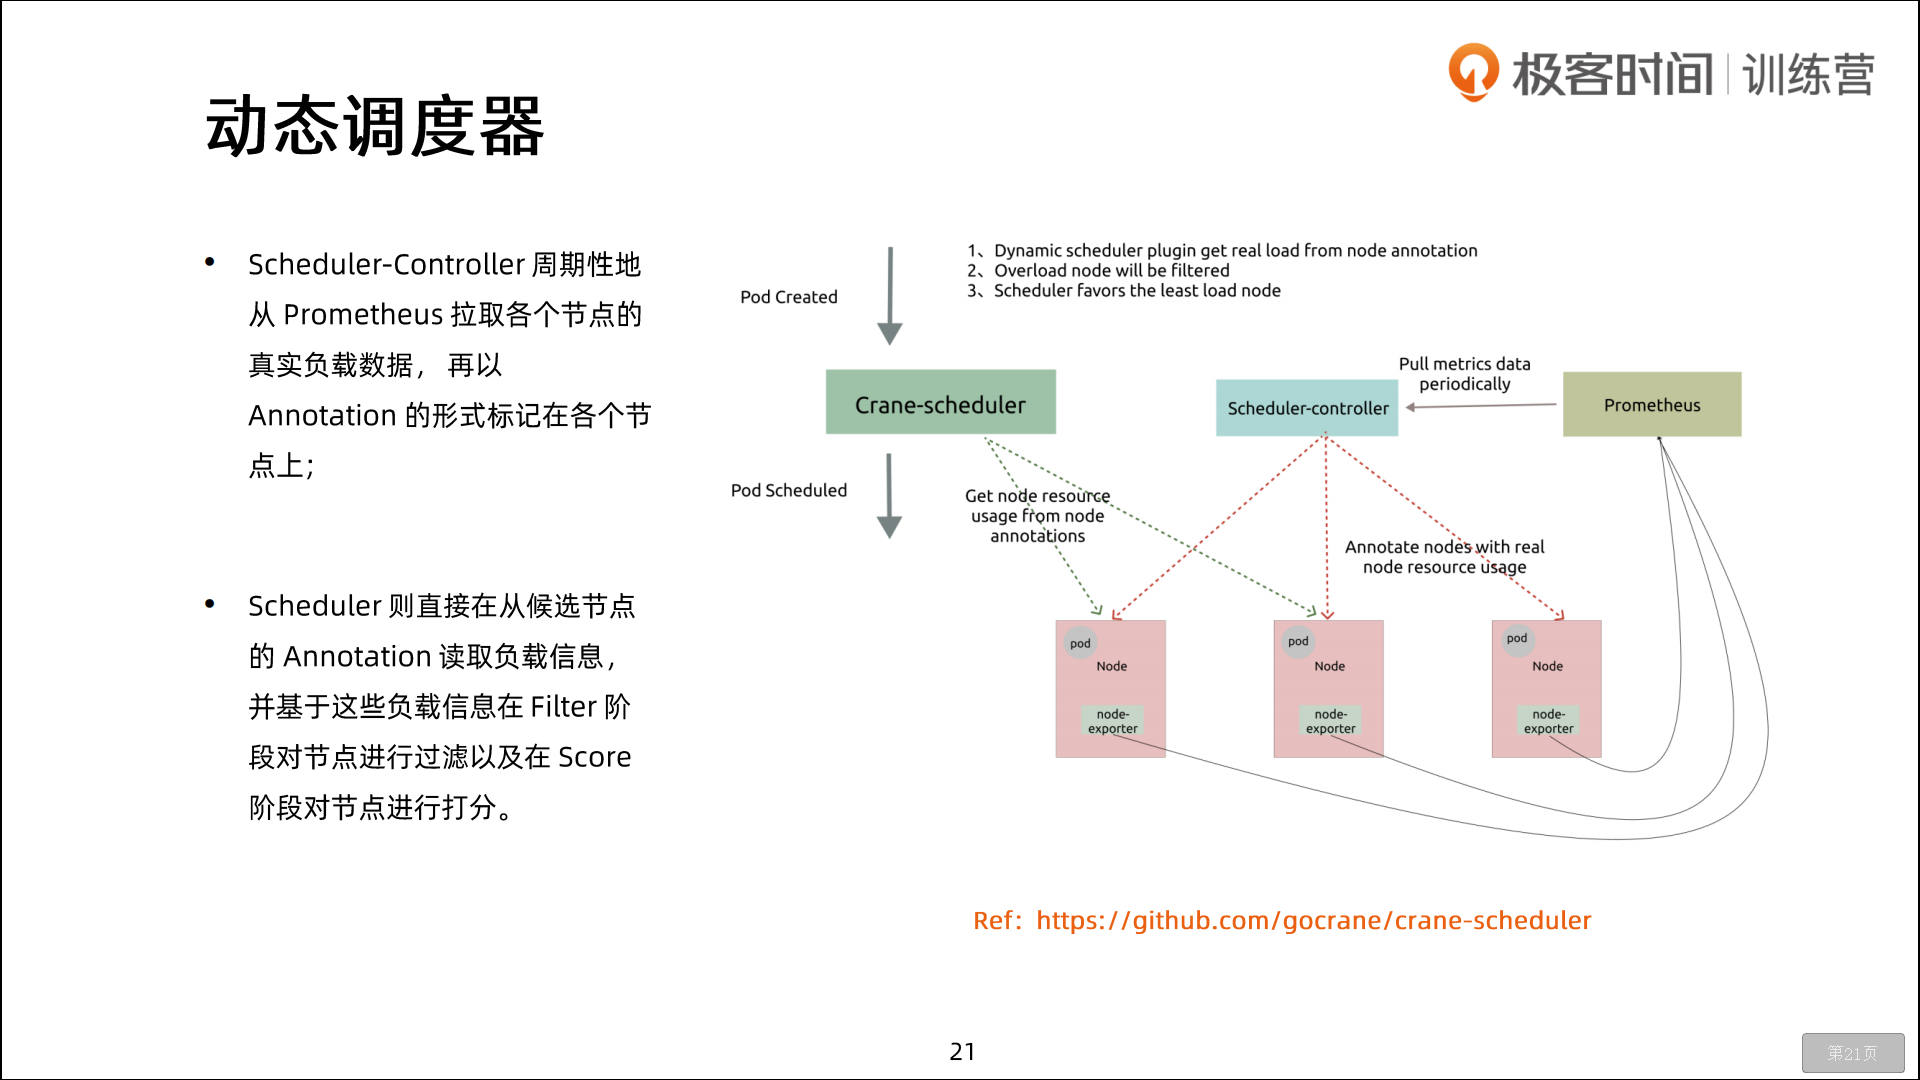 极客时间 | 训练营
动态调度器
• Scheduler-Controller 周期性地
从 Prometheus 拉取各个节点的
真实负载数据， 再以
Annotation 的形式标记在各个节
点上；
• Scheduler 则直接在从候选节点
的 Annotation 读取负载信息，
并基于这些负载信息在 Filter 阶
段对节点进行过滤以及在 Score
阶段对节点进行打分。
1、Dynamic scheduler plugin get real load from node annotation
2、Overload node will be filtered
3、Scheduler favors the least load node
Pod Created
Crane-scheduler
Pod Scheduled
Get node resource
usage from node
annotations
Scheduler-controller
Pull metrics data
periodically
Prometheus
Annotate nodes with real
node resource usage
pod
Node
node-
exporter
pod
Node
node-
exporter
pod
Node
node-
exporter
Ref：https://github.com/gocrane/crane-scheduler
21
第21页